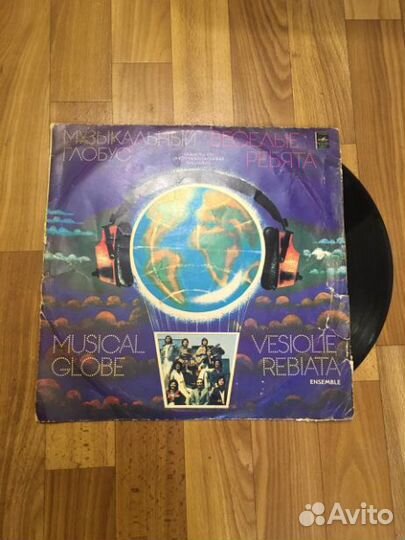 МУЗЫКАЛЬНЫЙ
ГЛОБУС
ВЕСЕЛЫЕ
РЕБЯТА
MUSICAL
GLOBE
VESIOLIE
REBIATA
ENSEMBLE
Avito